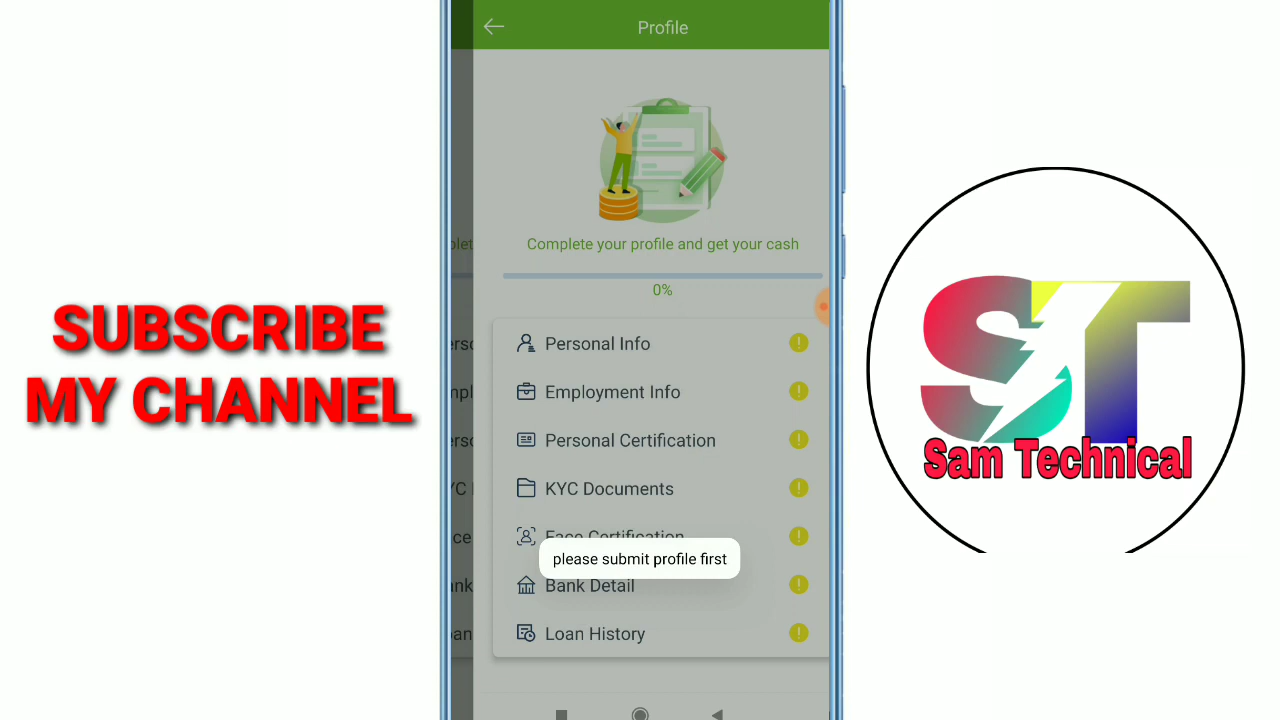 SUBSCRIBE
MY CHANNEL
Profile
Complete your profile and get your cash
0%
Personal Info
Employment Info
Personal Certification
KYC Documents
Face Certification
please submit profile first
Bank Detail
Loan History
ST
Sam Technical